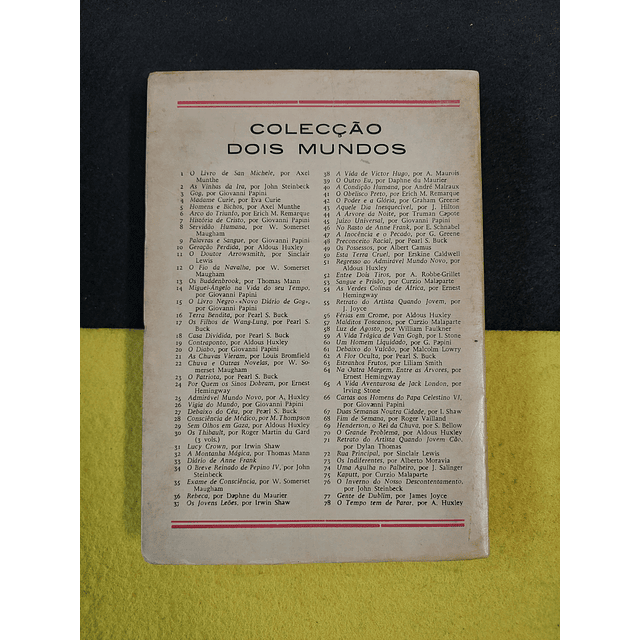 COLECÇÃO
DOIS MUNDOS
1 O Livro de San Michele, por Axel
Munthe
2 As Vinhas da Ira, por John Steinbeck
3 Gog, por Giovanni Papini
4 Madame Curie, por Eva Curie
5 Homens e Bichos, por Axel Munthe
6 Arco do Triunfo, por Erich M. Remarque
7 História de Cristo, por Giovanni Papini
8 Servidão Humana, por W. Somerset
Maugham
9 Palavras e Sangue, por Giovanni Papini
10 Geração Perdida, por Aldous Huxley
11 O Doutor Arrowsmith, por Sinclair
Lewis
12 O Fio da Navalha, por W. Somerset
Maugham
13 Os Buddenbrook, por Thomas Mann
14 Miguel-Ângelo na Vida do seu Tempo,
por Giovanni Papini
15 O Livro Negro - «Novo Diário de Gog»,
por Giovanni Papini
16 Terra Bendita, por Pearl S. Buck
17 Os Filhos de Wang-Lung, por Pearl S.
Buck
18 Casa Dividida, por Pearl S. Buck
19 Contraponto, por Aldous Huxley
20 O Diabo, por Giovanni Papini
21 As Chuvas Vieram, por Louis Bromfield
22 Chuva e Outras Novelas, por W. So-
merset Maugham
23 O Patriota, por Pearl S. Buck
24 Por Quem os Sinos Dobram, por Ernest
Hemingway
25 Admirável Mundo Novo, por A. Huxley
26 Vigia do Mundo, por Giovanni Papini
27 Debaixo do Céu, por Pearl S. Buck
28 Consciência de Médico, por M. Thompson
29 Sem Olhos em Gaza, por Aldous Huxley
30 Os Thibault, por Roger Martin du Gard
(3 vols.)
31 Lucy Crown, por Irwin Shaw
32 A Montanha Mágica, por Thomas Mann
33 Diário de Anne Frank
34 O Breve Reinado de Pepino IV, por John
Steinbeck
35 Exame de Consciência, por W. Somerset
Maugham
36 Rebeca, por Daphne du Maurier
37 Os Jovens Leões, por Irwin Shaw
38 A Vida de Victor Hugo, por A. Maurois
39 O Outro Eu, por Daphne du Maurier
40 A Condição Humana, por André Malraux
41 O Obelisco Preto, por Erich M. Remarque
42 O Poder e a Glória, por Graham Greene
43 Aquele Dia Inesquecível, por J. Hilton
44 A Árvore da Noite, por Truman Capote
45 Juízo Universal, por Giovanni Papini
46 No Rasto de Anne Frank, por E. Schnabel
47 A Inocência e o Pecado, por G. Greene
48 Preconceito Racial, por Pearl S. Buck
49 Os Possessos, por Albert Camus
50 Esta Terra Cruel, por Erskine Caldwell
51 Regresso ao Admirável Mundo Novo, por
Aldous Huxley
52 Entre Dois Tiros, por A. Robbe-Grillet
53 Sangue e Prisão, por Curzio Malaparte
54 As Verdes Colinas de África, por Ernest
Hemingway
55 Retrato do Artista Quando Jovem, por
J. Joyce
56 Férias em Crome, por Aldous Huxley
57 Malditos Toscanos, por Curzio Malaparte
58 Luz de Agosto, por William Faulkner
59 A Vida Trágica de Van Gogh, por I. Stone
60 Um Homem Liquidado, por G. Papini
61 Debaixo do Vulcão, por Malcolm Lowry
62 A Flor Oculta, por Pearl S. Buck
63 Estranhos Frutos, por Lilian Smith
64 Na Outra Margem, Entre as Árvores, por
Ernest Hemingway
65 A Vida Aventurosa de Jack London, por
Irving Stone
66 Cartas aos Homens do Papa Celestino VI,
por Giovanni Papini
67 Duas Semanas Noutra Cidade, por I. Shaw
68 Fim de Semana, por Roger Vailland
69 Henderson, o Rei da Chuva, por S. Bellow
70 O Grande Problema, por Aldous Huxley
71 Retrato do Artista Quando Jovem Cão,
por Dylan Thomas
72 Rua Principal, por Sinclair Lewis
73 Os Indiferentes, por Alberto Moravia
74 Uma Agulha no Palheiro, por J. Salinger
75 Kaputt, por Curzio Malaparte
76 O Inverno do Nosso Descontentamento,
por John Steinbeck
77 Gente de Dublim, por James Joyce
78 O Tempo tem de Parar, por A. Huxley